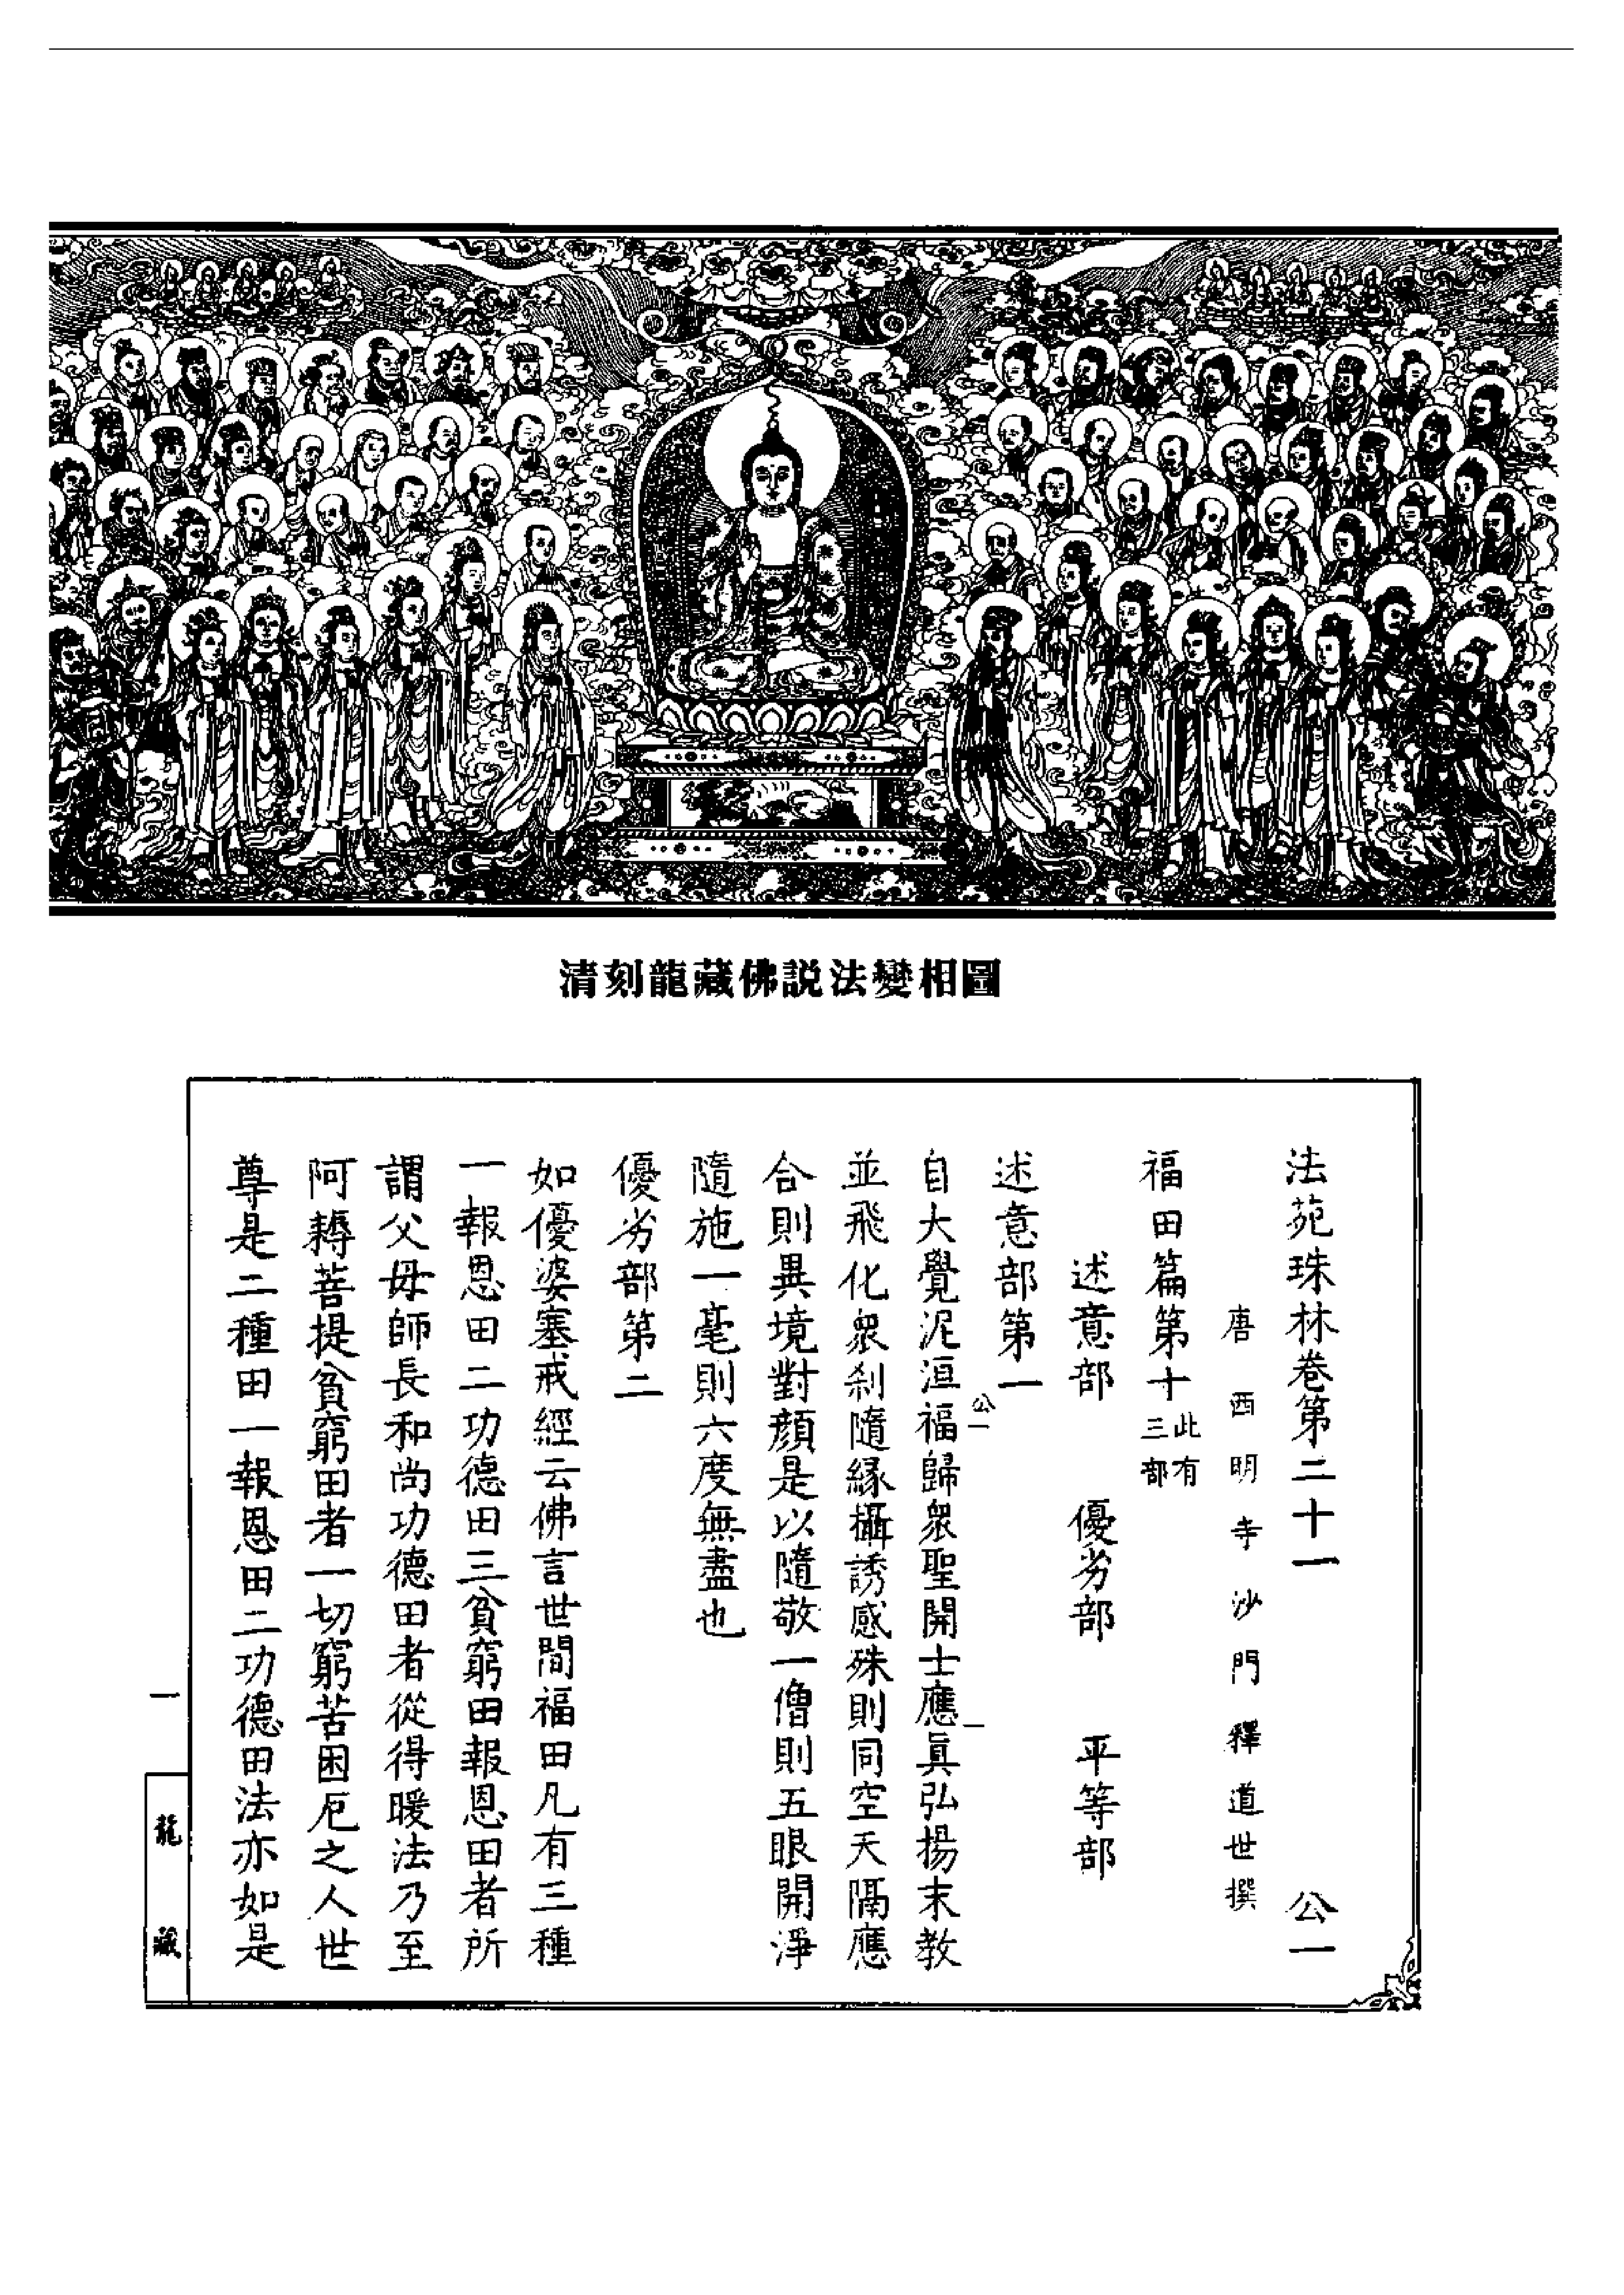 清刻龍藏佛説法變相圖
法苑珠林卷第二十一 公一
唐西明寺沙門釋道世撰
福田篇第十此有三部
述意部 優劣部 平等部
述意部第一
公一 一
自大覺泥洹福歸衆聖開士應眞弘揚末教
並飛化衆刹隨緣攝誘感殊則同空天隔應
合則異境對顔是以隨敬一僧則五眼開淨
隨施一毫則六度無盡也
優劣部第二
如優婆塞戒經云佛言世間福田凡有三種
一報恩田二功德田三貧窮田報恩田者所
謂父母師長和尚功德田者從得暖法乃至
阿耨菩提貧窮田者一切窮苦困厄之人世
尊是二種田一報恩田二功德田法亦如是
一
龍藏